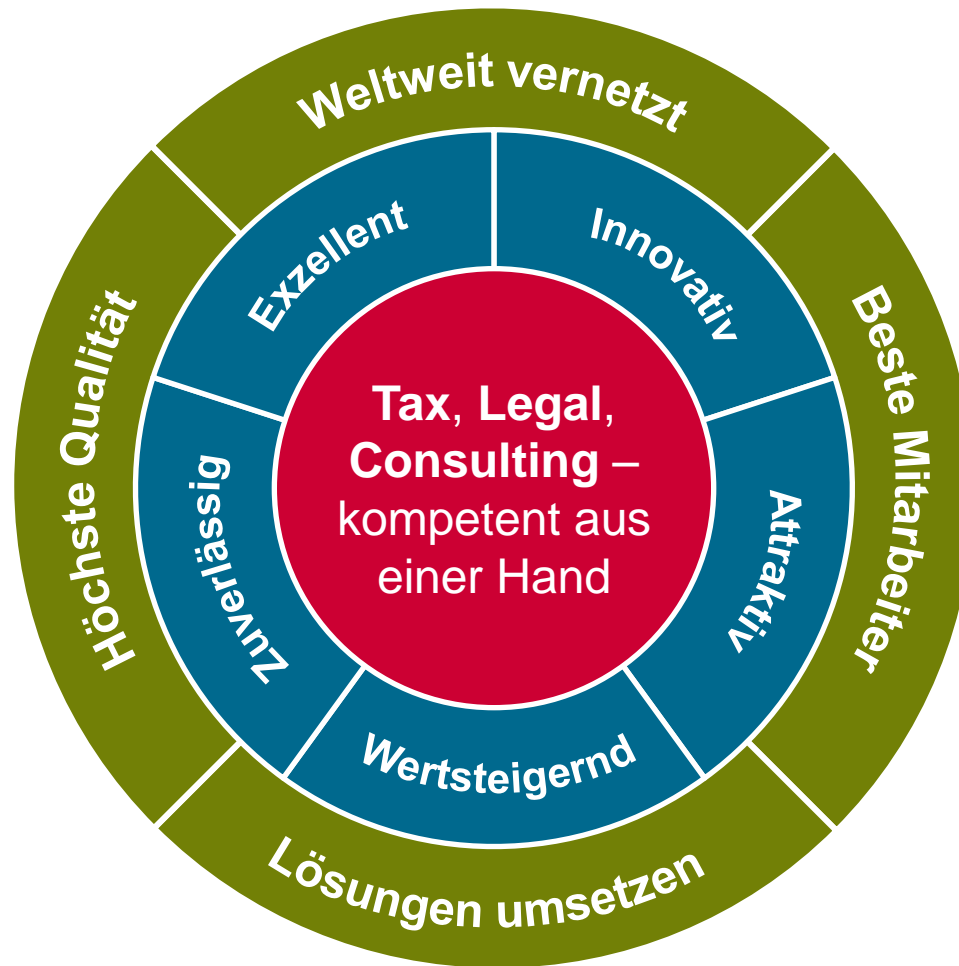 Weltweit vernetzt
Beste Mitarbeiter
Lösungen umsetzen
Höchste Qualität
Exzellent
Innovativ
Attraktiv
Wertsteigernd
Zuverlässig
Tax, Legal,
Consulting –
kompetent aus
einer Hand